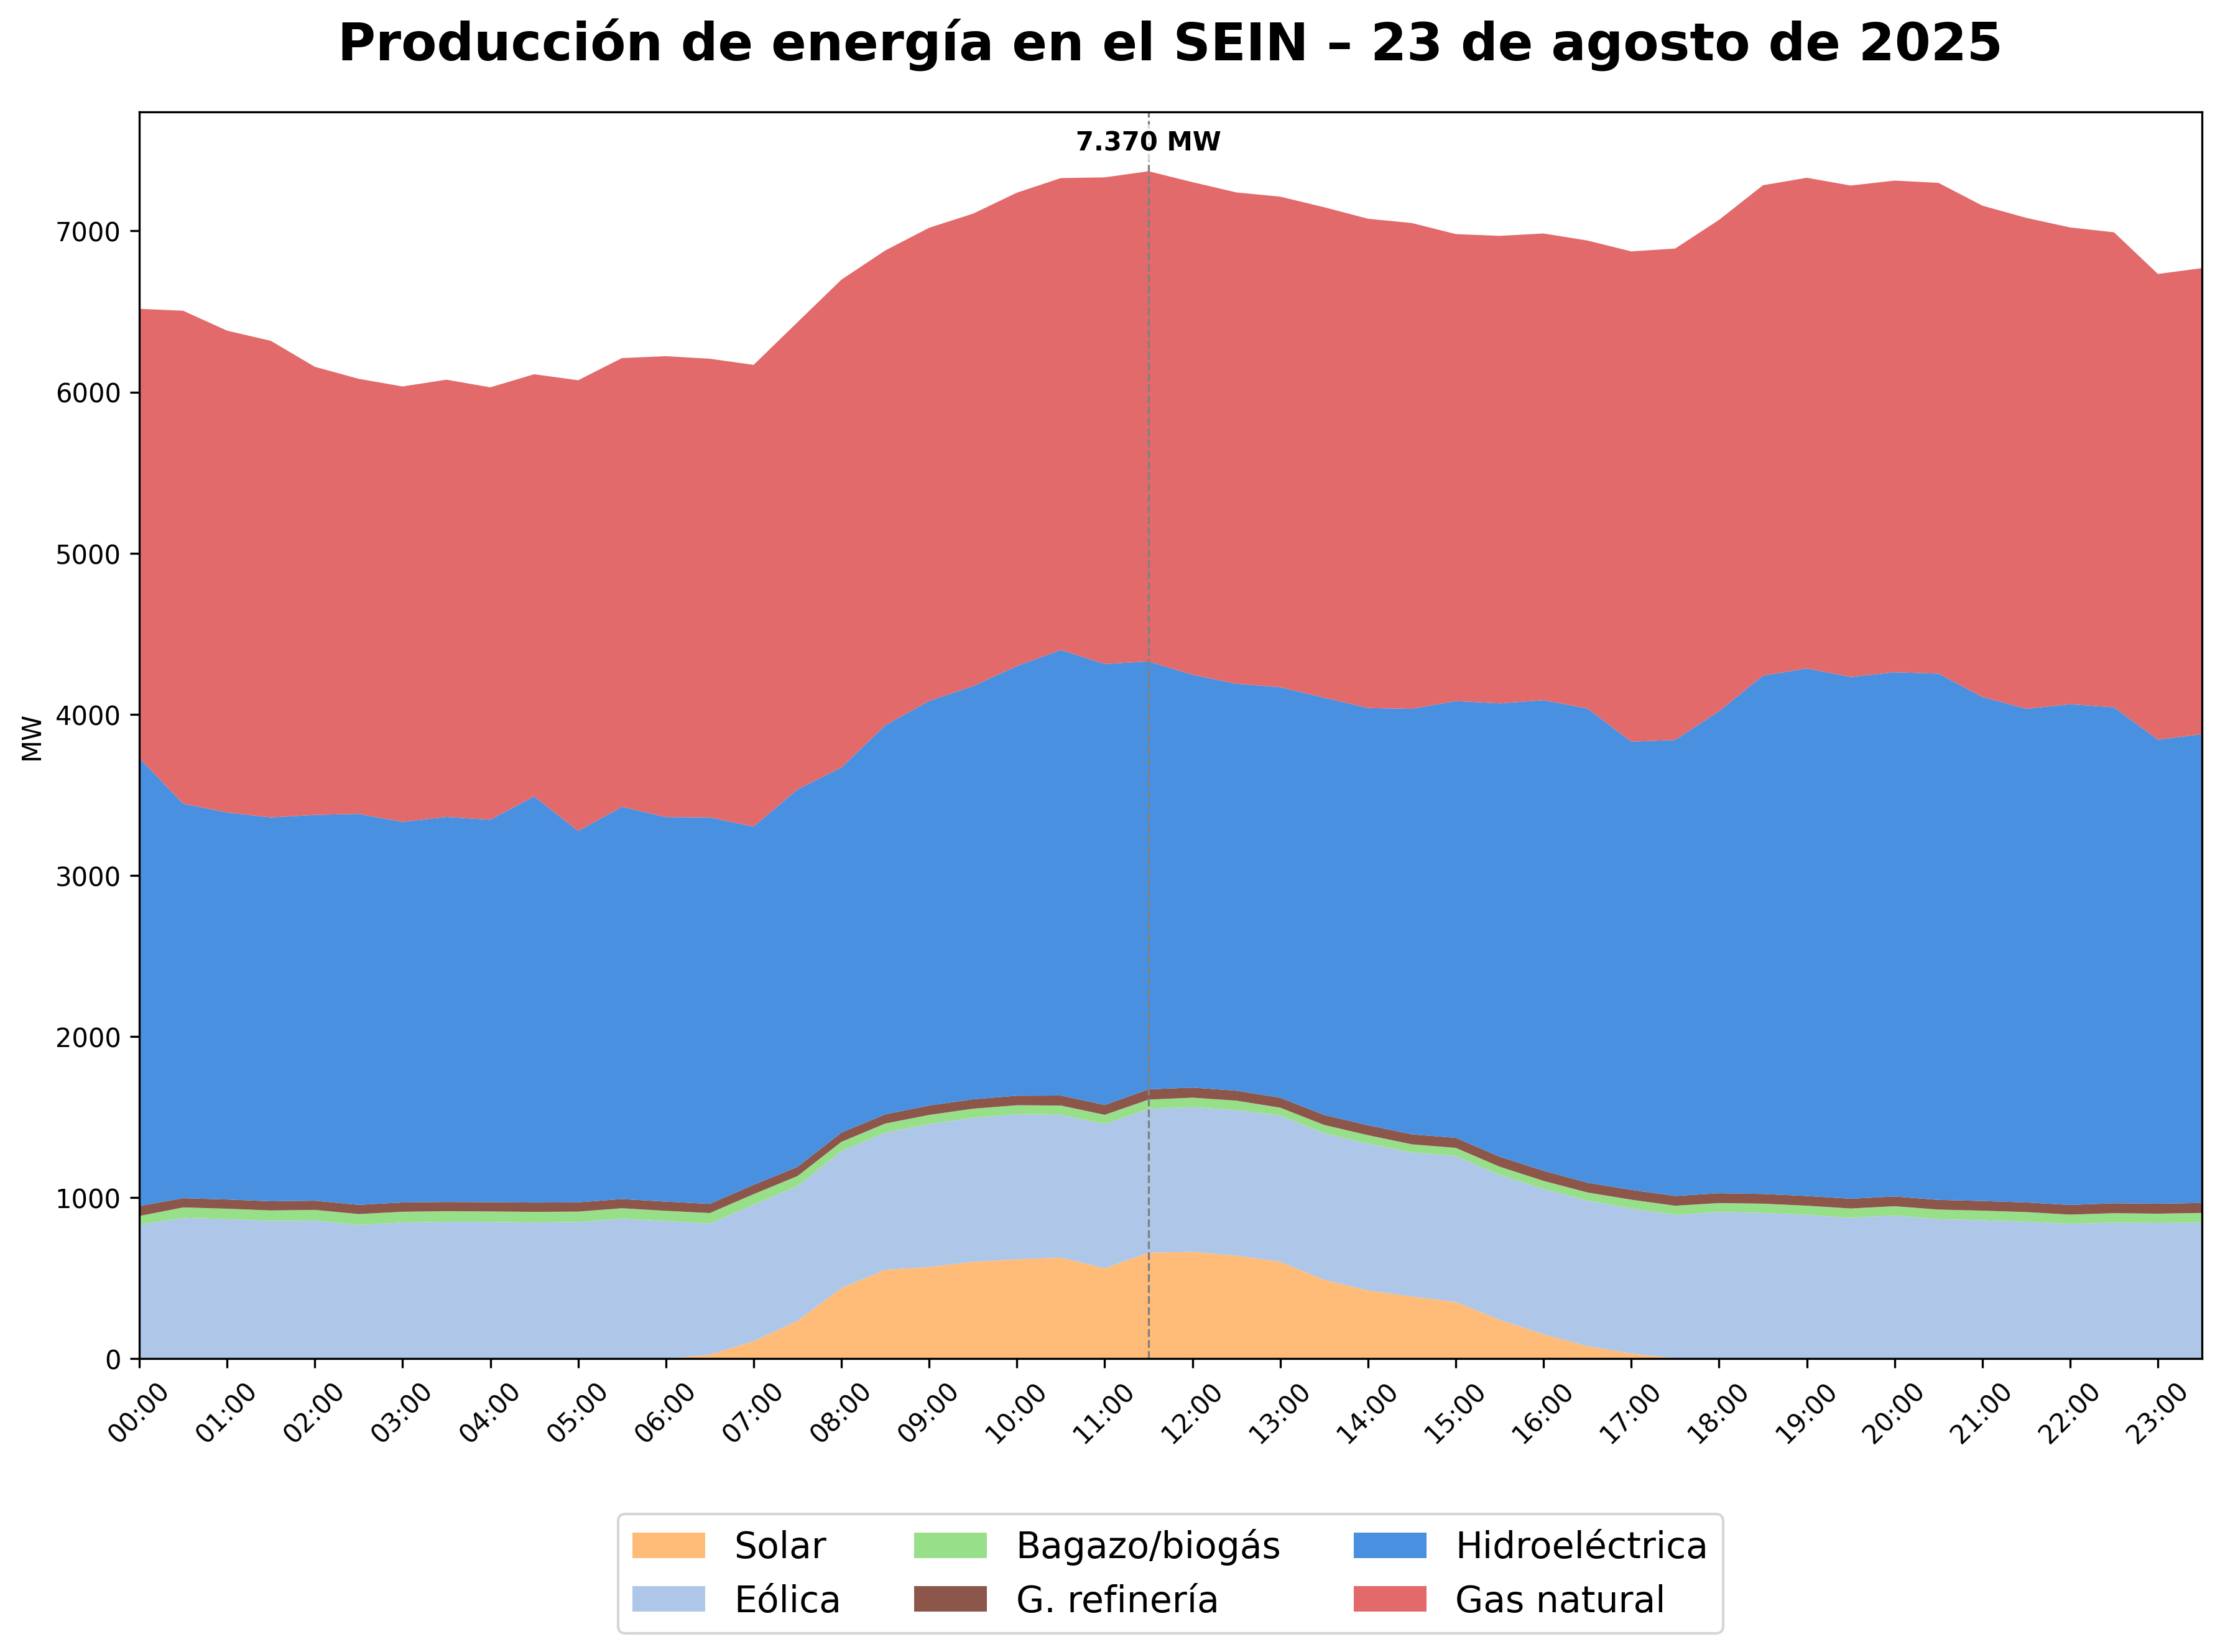 Producción de energía en el SEIN – 23 de agosto de 2025
7.370 MW
7000
6000
5000
4000
3000
2000
1000
0
MW
00:00 01:00 02:00 03:00 04:00 05:00 06:00 07:00 08:00 09:00 10:00 11:00 12:00 13:00 14:00 15:00 16:00 17:00 18:00 19:00 20:00 21:00 22:00 23:00
Solar Bagazo/biogás Hidroeléctrica
Eólica G. refinería Gas natural